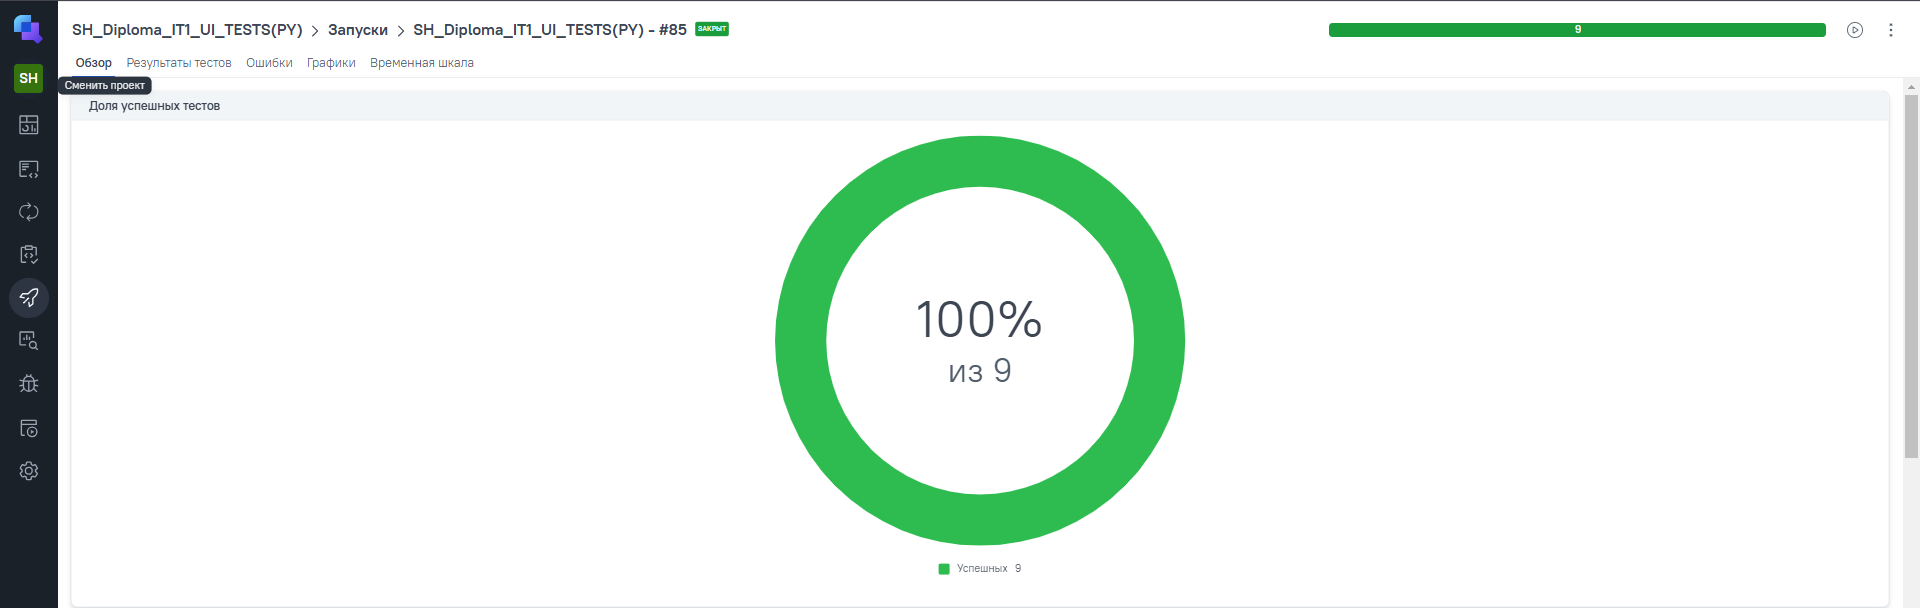 SH_Diploma_IT1_UI_TESTS(PY) > Запуски > SH_Diploma_IT1_UI_TESTS(PY) - #85 ЗАКРЫТ
9
SH
Обзор Результаты тестов Ошибки Графики Временная шкала
Сменить проект
Доля успешных тестов
100%
из 9
Успешных 9